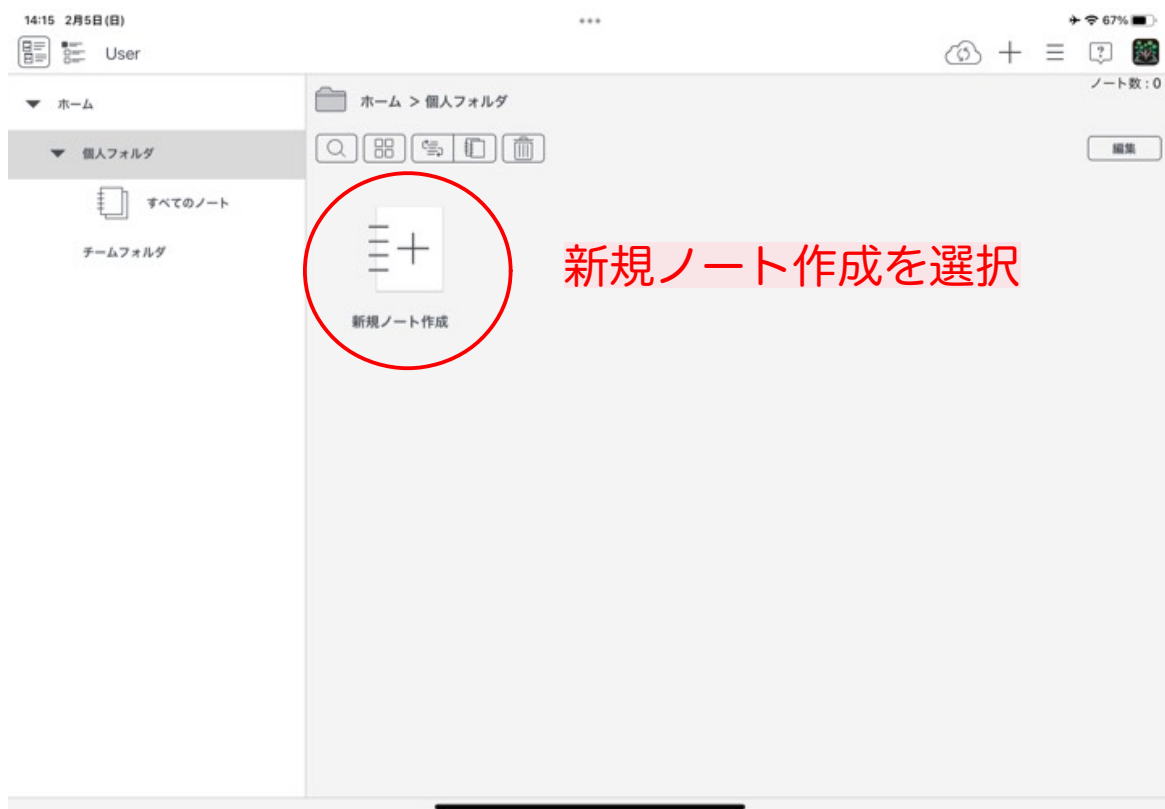 14:15 2月5日(日)
67%
User
ノート数:0
ホーム
ホーム > 個人フォルダ
個人フォルダ
編集
すべてのノート
チームフォルダ
新規ノート作成を選択
新規ノート作成